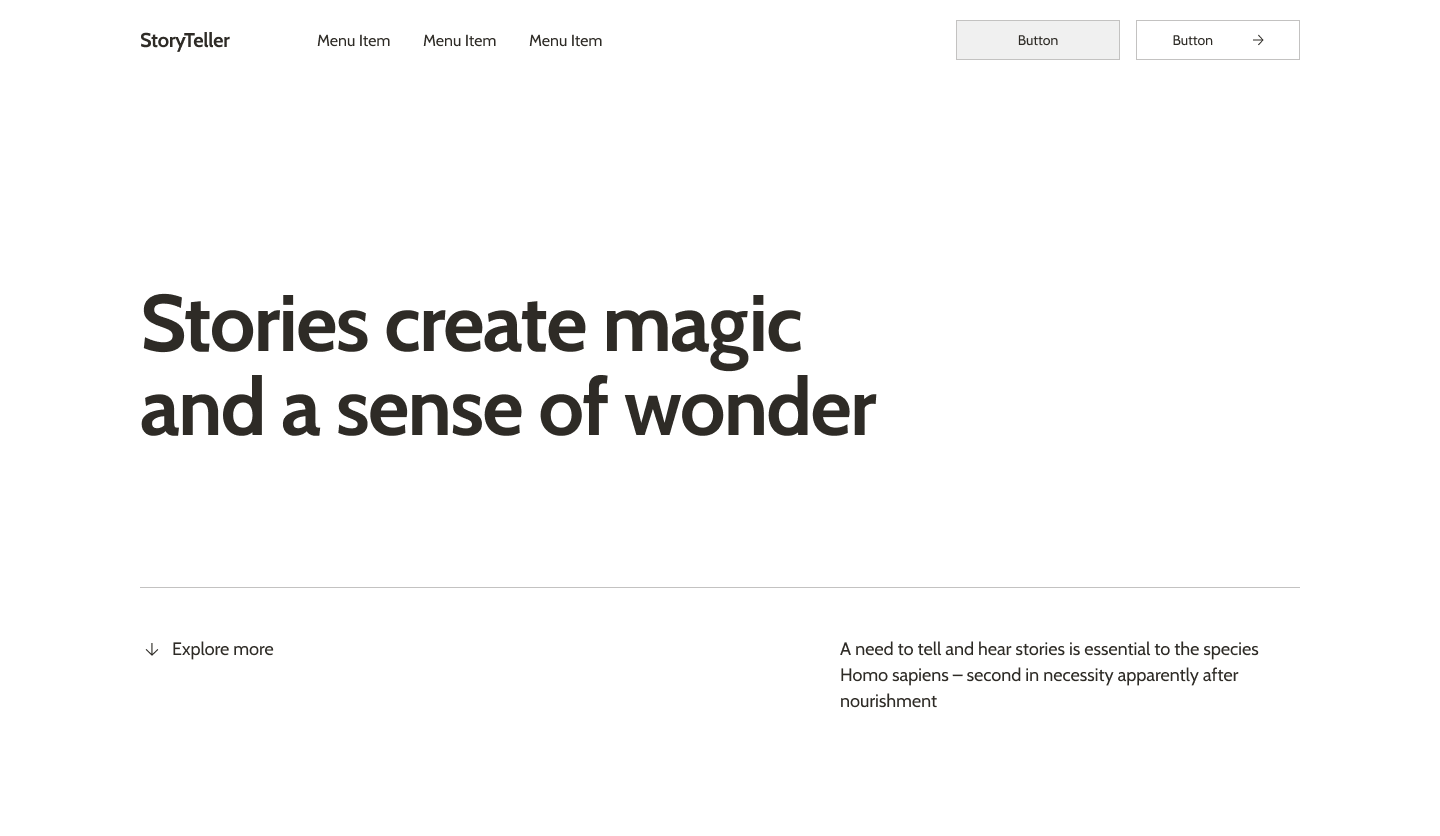 StoryTeller
Menu Item
Menu Item
Menu Item
Button
Button
Stories create magic
and a sense of wonder
Explore more
A need to tell and hear stories is essential to the species
Homo sapiens – second in necessity apparently after
nourishment